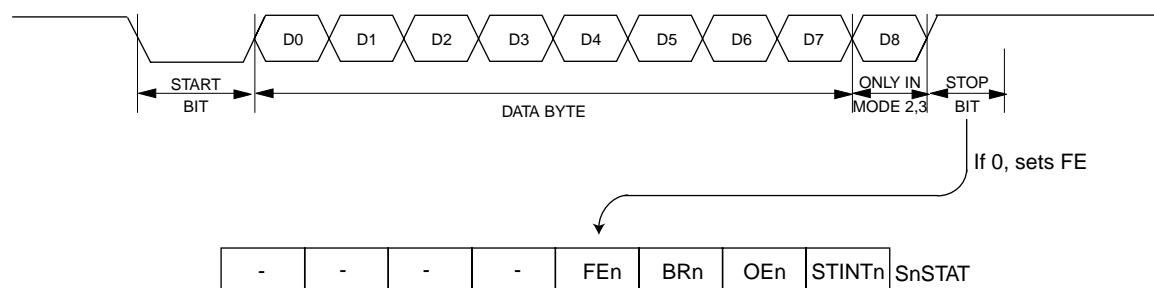 D0 D1 D2 D3 D4 D5 D6 D7 D8
START BIT
DATA BYTE
ONLY IN MODE 2,3
STOP BIT
If 0, sets FE
- - - - FEn BRn OEn STINTn SnSTAT